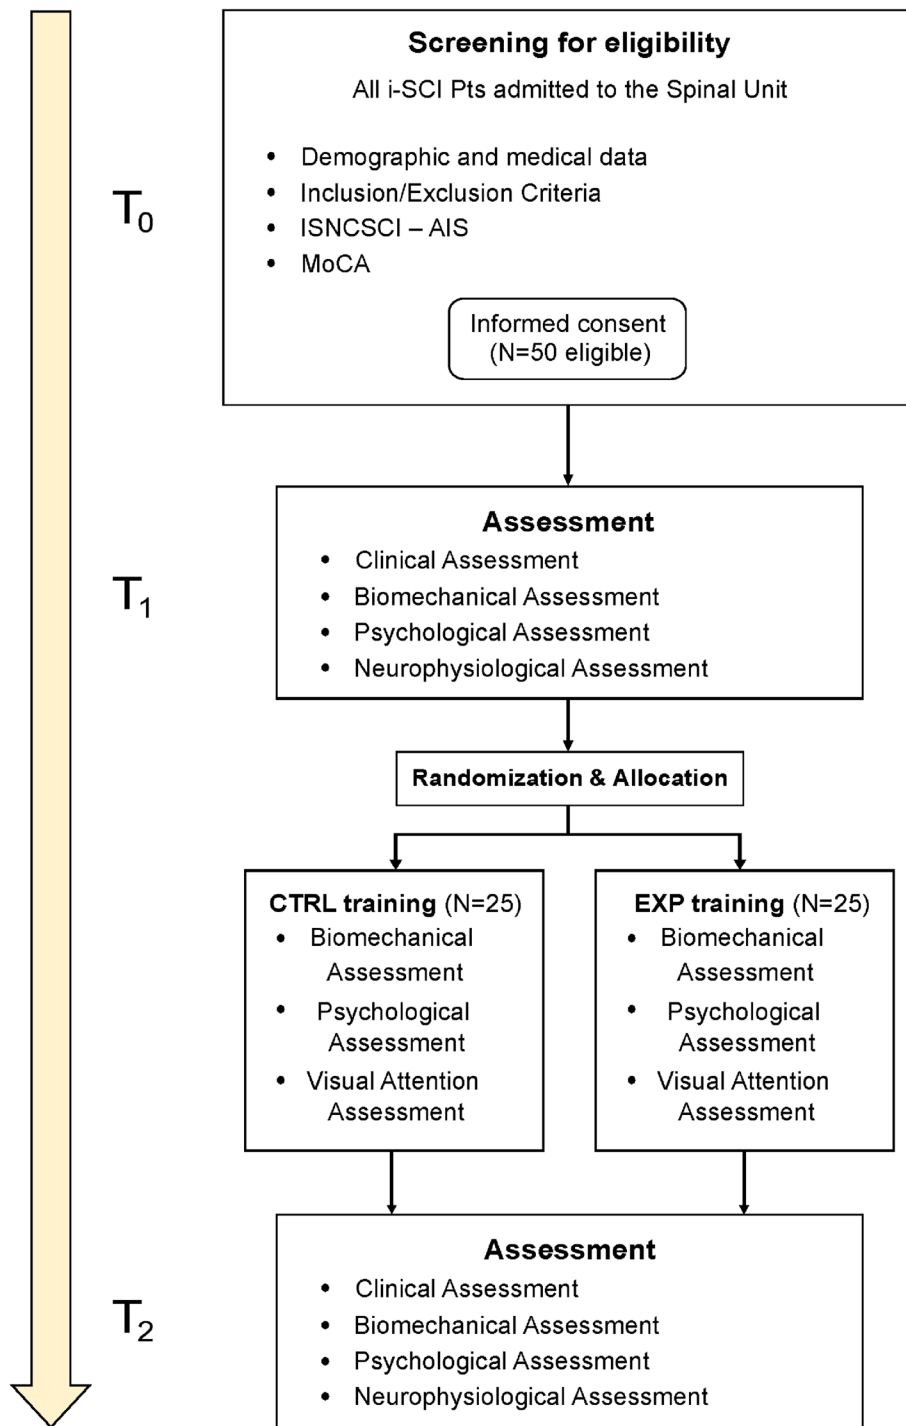 Screening for eligibility
All i-SCI Pts admitted to the Spinal Unit
• Demographic and medical data
• Inclusion/Exclusion Criteria
• ISNCSCI – AIS
• MoCA
T0
Informed consent
(N=50 eligible)
Assessment
• Clinical Assessment
• Biomechanical Assessment
• Psychological Assessment
• Neurophysiological Assessment
T1
Randomization & Allocation
CTRL training (N=25)
• Biomechanical
Assessment
• Psychological
Assessment
• Visual Attention
Assessment
EXP training (N=25)
• Biomechanical
Assessment
• Psychological
Assessment
• Visual Attention
Assessment
Assessment
• Clinical Assessment
• Biomechanical Assessment
• Psychological Assessment
• Neurophysiological Assessment
T2